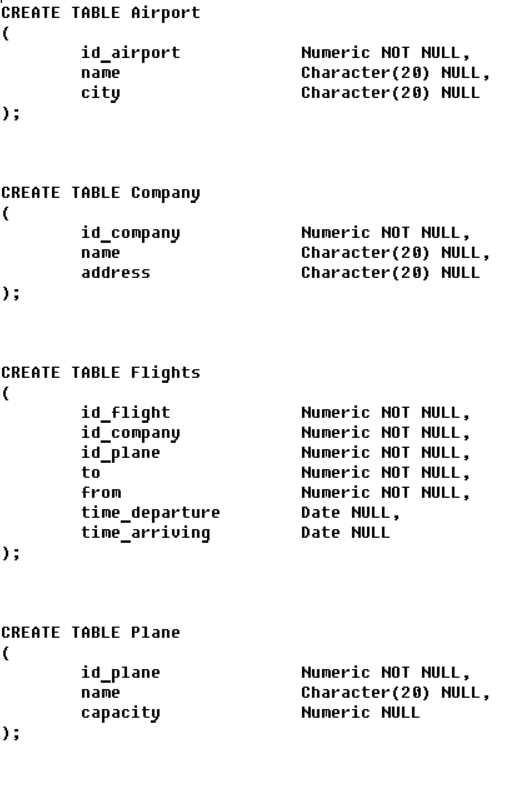 CREATE TABLE Airport
(
id_airport Numeric NOT NULL,
name Character(20) NULL,
city Character(20) NULL
);
CREATE TABLE Company
(
id_company Numeric NOT NULL,
name Character(20) NULL,
address Character(20) NULL
);
CREATE TABLE Flights
(
id_flight Numeric NOT NULL,
id_company Numeric NOT NULL,
id_plane Numeric NOT NULL,
to Numeric NOT NULL,
from Numeric NOT NULL,
time_departure Date NULL,
time_arriving Date NULL
);
CREATE TABLE Plane
(
id_plane Numeric NOT NULL,
name Character(20) NULL,
capacity Numeric NULL
);